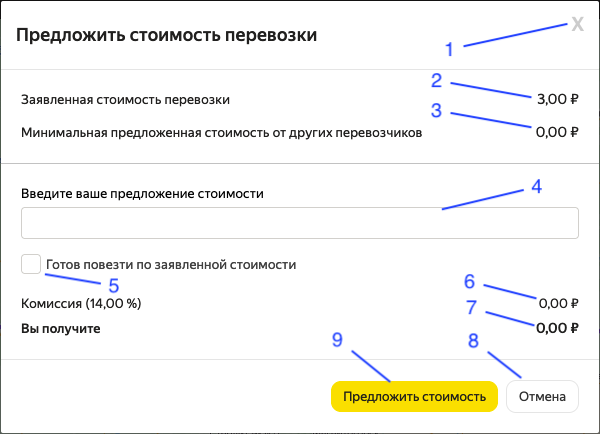 Предложить стоимость перевозки X
1
2
Заявленная стоимость перевозки 3,00 ₽
3
Минимальная предложенная стоимость от других перевозчиков 0,00 ₽
Введите ваше предложение стоимости 4
Готов повезти по заявленной стоимости
5 6
Комиссия (14,00 %) 0,00 ₽
7
Вы получите 0,00 ₽
9 8
Предложить стоимость Отмена